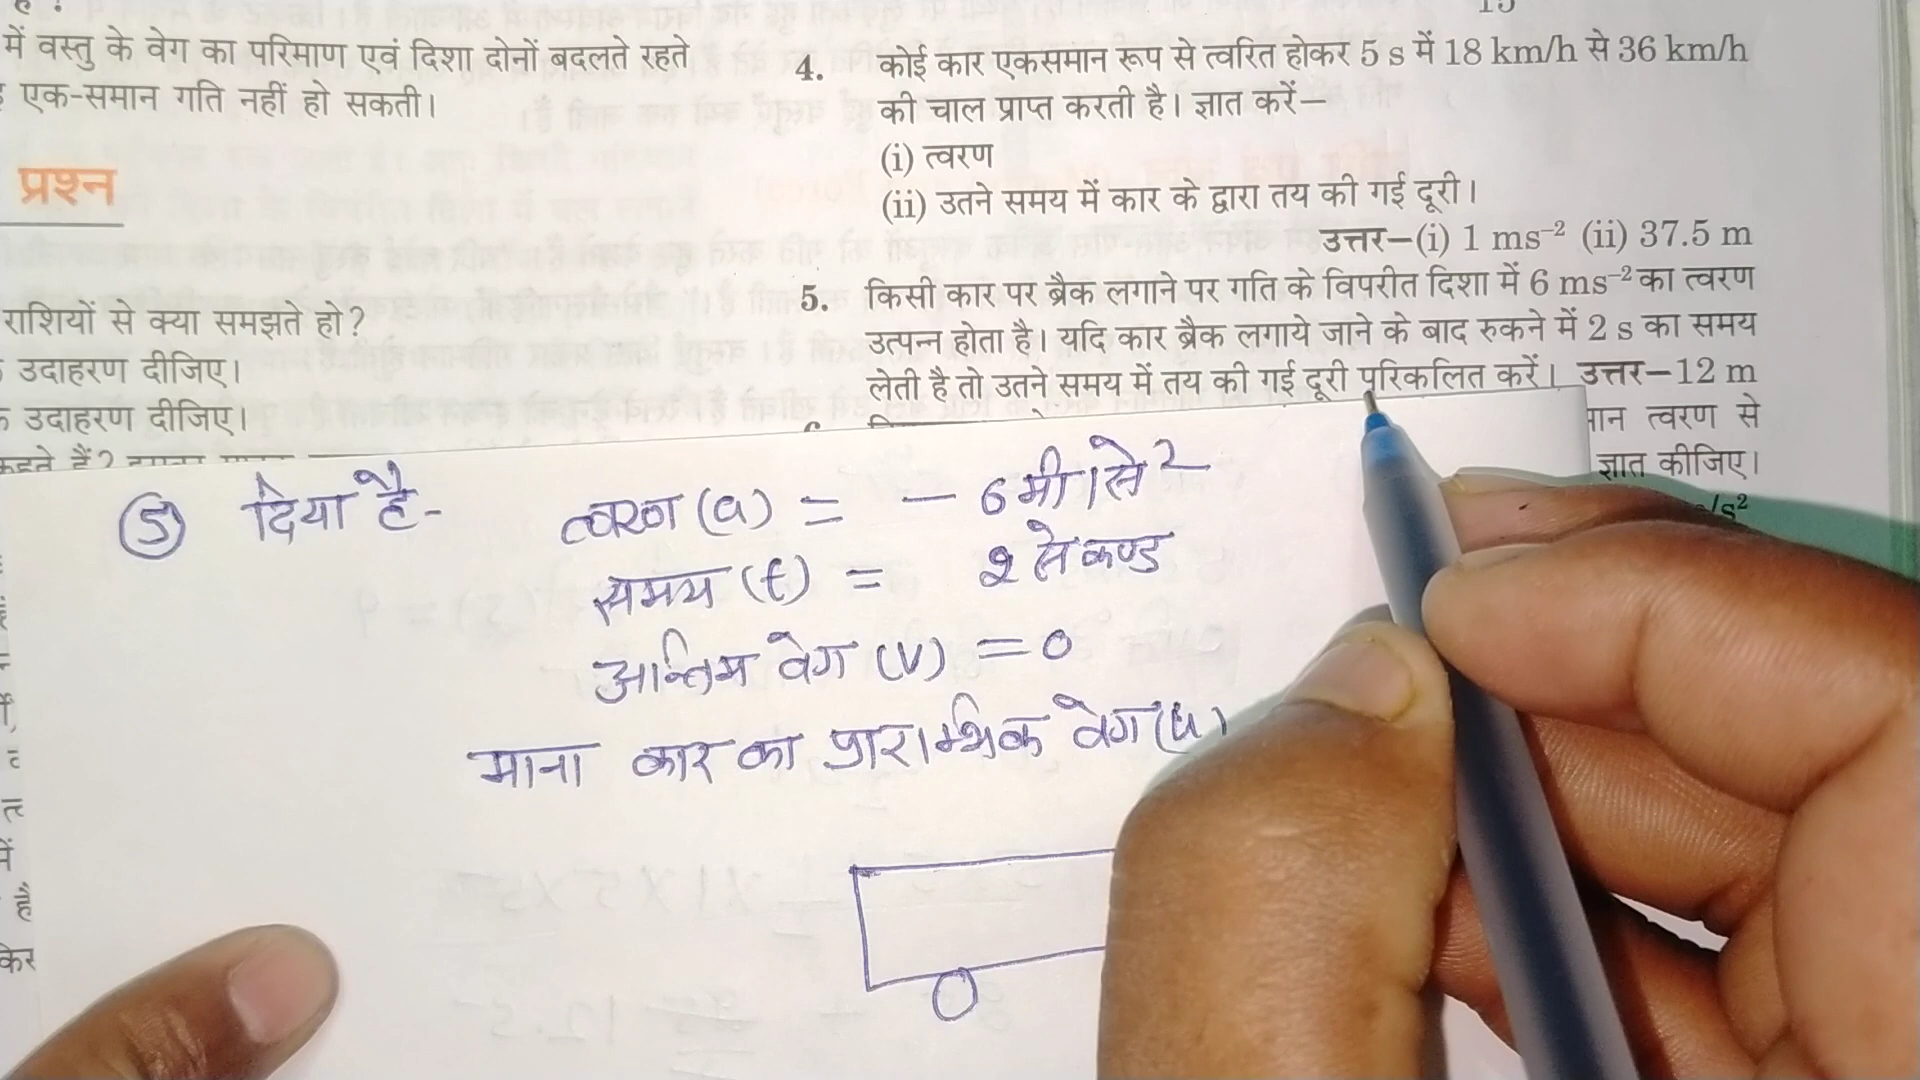 में वस्तु के वेग का परिमाण एवं दिशा दोनों बदलते रहते
एक-समान गति नहीं हो सकती।
प्रश्न
राशियों से क्या समझते हो?
उदाहरण दीजिए।
उदाहरण दीजिए।
कहते हैं?
15
4. कोई कार एकसमान रूप से त्वरित होकर 5 s में 18 km/h से 36 km/h
की चाल प्राप्त करती है। ज्ञात करें—
(i) त्वरण
(ii) उतने समय में कार के द्वारा तय की गई दूरी।
उत्तर—(i) 1 ms⁻² (ii) 37.5 m
5. किसी कार पर ब्रैक लगाने पर गति के विपरीत दिशा में 6 ms⁻² का त्वरण
उत्पन्न होता है। यदि कार ब्रैक लगाये जाने के बाद रुकने में 2 s का समय
लेती है तो उतने समय में तय की गई दूरी परिकलित करें। उत्तर—12 m
मान त्वरण से
ज्ञात कीजिए।
/s²
(5) दिया है- त्वरण (a) = - 6 मी/से²
समय (t) = 2 सेकण्ड
अन्तिम वेग (v) = 0
माना कार का प्रारम्भिक वेग (u)
में
है
कर